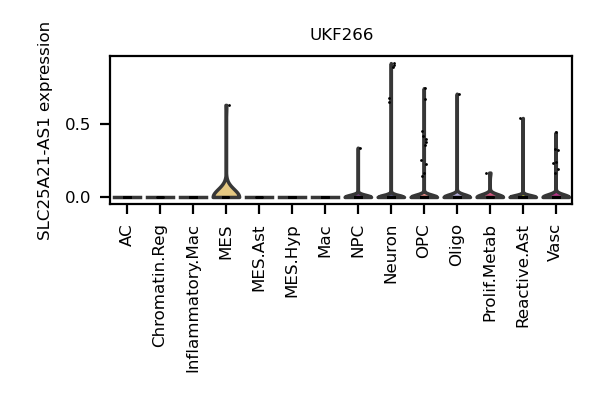 UKF266
SLC25A21-AS1 expression
0.5
0.0
AC
Chromatin.Reg
Inflammatory.Mac
MES
MES.Ast
MES.Hyp
Mac
NPC
Neuron
OPC
Oligo
Prolif.Metab
Reactive.Ast
Vasc